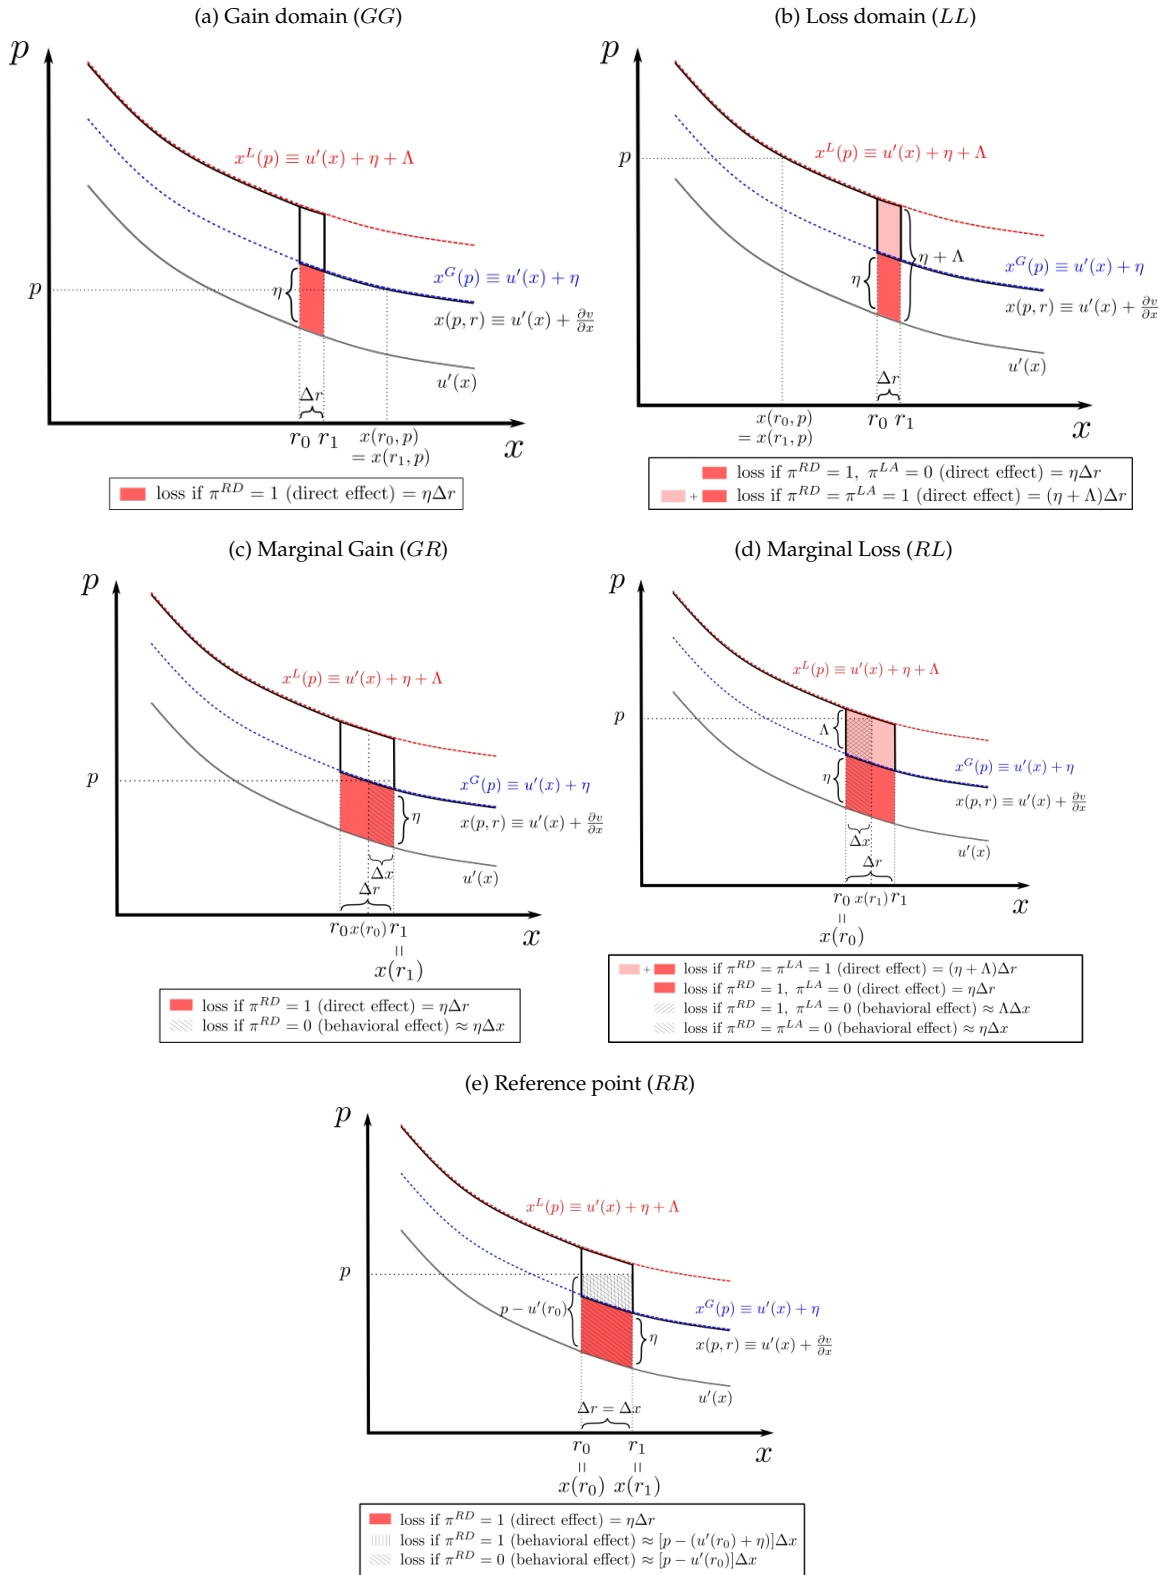 (a) Gain domain (GG)
p
x^L(p) ≡ u′(x) + η + Λ
x^G(p) ≡ u′(x) + η
η
p
x(p, r) ≡ u′(x) + ∂v/∂x
u′(x)
Δr
r₀ r₁
x(r₀, p)
= x(r₁, p)
x
loss if π^{RD} = 1 (direct effect) = ηΔr
(b) Loss domain (LL)
p
p
x^L(p) ≡ u′(x) + η + Λ
η + Λ
x^G(p) ≡ u′(x) + η
η
x(p, r) ≡ u′(x) + ∂v/∂x
u′(x)
Δr
x(r₀, p)
= x(r₁, p)
r₀ r₁
x
loss if π^{RD} = 1, π^{LA} = 0 (direct effect) = ηΔr
+ loss if π^{RD} = π^{LA} = 1 (direct effect) = (η + Λ)Δr
(c) Marginal Gain (GR)
p
x^L(p) ≡ u′(x) + η + Λ
p
x^G(p) ≡ u′(x) + η
η
x(p, r) ≡ u′(x) + ∂v/∂x
u′(x)
Δx
Δr
r₀ x(r₀) r₁
=
x(r₁)
x
loss if π^{RD} = 1 (direct effect) = ηΔr
loss if π^{RD} = 0 (behavioral effect) ≈ ηΔx
(d) Marginal Loss (RL)
p
x^L(p) ≡ u′(x) + η + Λ
p
Λ
x^G(p) ≡ u′(x) + η
η
x(p, r) ≡ u′(x) + ∂v/∂x
Δx
u′(x)
Δr
r₀ x(r₁) r₁
=
x(r₀)
x
+ loss if π^{RD} = π^{LA} = 1 (direct effect) = (η + Λ)Δr
loss if π^{RD} = 1, π^{LA} = 0 (direct effect) = ηΔr
loss if π^{RD} = 1, π^{LA} = 0 (behavioral effect) ≈ ΛΔx
loss if π^{RD} = π^{LA} = 0 (behavioral effect) ≈ ηΔx
(e) Reference point (RR)
p
x^L(p) ≡ u′(x) + η + Λ
p
p − u′(r₀)
x^G(p) ≡ u′(x) + η
η
x(p, r) ≡ u′(x) + ∂v/∂x
u′(x)
Δr = Δx
r₀ r₁
= =
x(r₀) x(r₁)
x
loss if π^{RD} = 1 (direct effect) = ηΔr
loss if π^{RD} = 1 (behavioral effect) ≈ [p − (u′(r₀) + η)]Δx
loss if π^{RD} = 0 (behavioral effect) ≈ [p − u′(r₀)]Δx